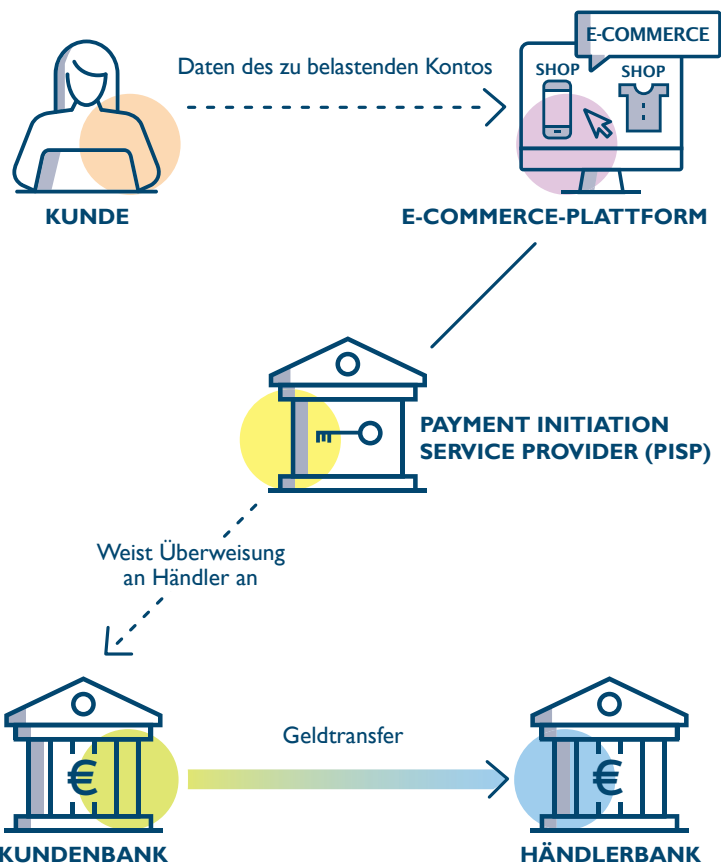 E-COMMERCE
Daten des zu belastenden Kontos
SHOP
SHOP
KUNDE
E-COMMERCE-PLATTFORM
PAYMENT INITIATION
SERVICE PROVIDER (PISP)
Weist Überweisung
an Händler an
Geldtransfer
€
€
KUNDENBANK
HÄNDLERBANK